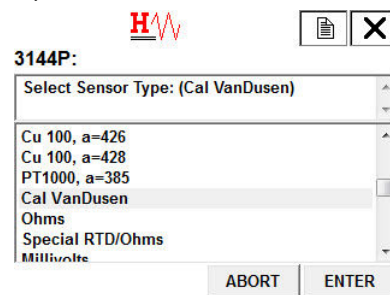 H
3144P:
Select Sensor Type: (Cal VanDusen)
Cu 100, a=426
Cu 100, a=428
PT1000, a=385
Cal VanDusen
Ohms
Special RTD/Ohms
Millivolts
ABORT ENTER